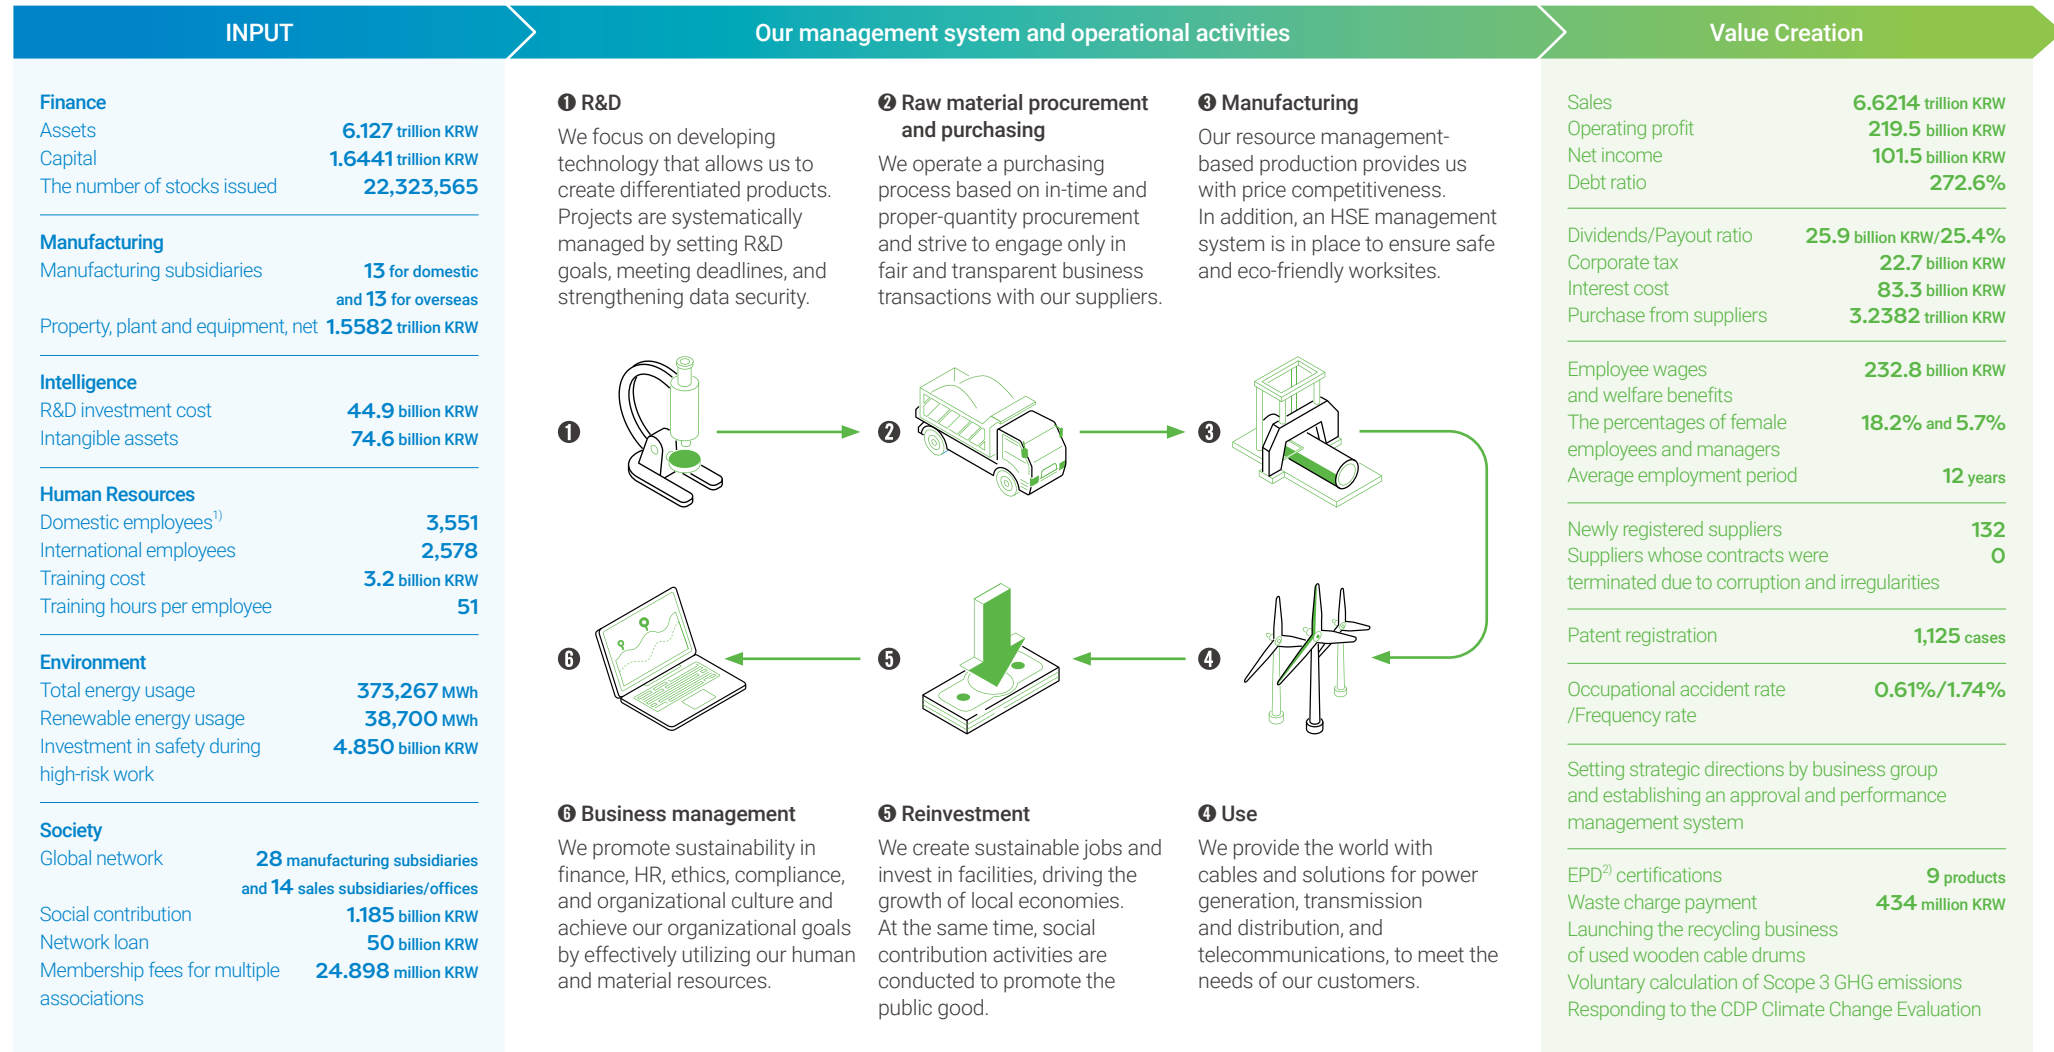 INPUT
Our management system and operational activities
Value Creation
Finance
Assets 6.127 trillion KRW
Capital 1.6441 trillion KRW
The number of stocks issued 22,323,565
Manufacturing
Manufacturing subsidiaries 13 for domestic
and 13 for overseas
Property, plant and equipment, net 1.5582 trillion KRW
Intelligence
R&D investment cost 44.9 billion KRW
Intangible assets 74.6 billion KRW
Human Resources
Domestic employees1) 3,551
International employees 2,578
Training cost 3.2 billion KRW
Training hours per employee 51
Environment
Total energy usage 373,267 MWh
Renewable energy usage 38,700 MWh
Investment in safety during 4.850 billion KRW
high-risk work
Society
Global network 28 manufacturing subsidiaries
and 14 sales subsidiaries/offices
Social contribution 1.185 billion KRW
Network loan 50 billion KRW
Membership fees for multiple 24.898 million KRW
associations
❶ R&D
We focus on developing
technology that allows us to
create differentiated products.
Projects are systematically
managed by setting R&D
goals, meeting deadlines, and
strengthening data security.
❷ Raw material procurement
and purchasing
We operate a purchasing
process based on in-time and
proper-quantity procurement
and strive to engage only in
fair and transparent business
transactions with our suppliers.
❸ Manufacturing
Our resource management-
based production provides us
with price competitiveness.
In addition, an HSE management
system is in place to ensure safe
and eco-friendly worksites.
❶
❷
❸
❻
❺
❹
❻ Business management
We promote sustainability in
finance, HR, ethics, compliance,
and organizational culture and
achieve our organizational goals
by effectively utilizing our human
and material resources.
❺ Reinvestment
We create sustainable jobs and
invest in facilities, driving the
growth of local economies.
At the same time, social
contribution activities are
conducted to promote the
public good.
❹ Use
We provide the world with
cables and solutions for power
generation, transmission
and distribution, and
telecommunications, to meet the
needs of our customers.
Sales 6.6214 trillion KRW
Operating profit 219.5 billion KRW
Net income 101.5 billion KRW
Debt ratio 272.6%
Dividends/Payout ratio 25.9 billion KRW/25.4%
Corporate tax 22.7 billion KRW
Interest cost 83.3 billion KRW
Purchase from suppliers 3.2382 trillion KRW
Employee wages 232.8 billion KRW
and welfare benefits
The percentages of female 18.2% and 5.7%
employees and managers
Average employment period 12 years
Newly registered suppliers 132
Suppliers whose contracts were 0
terminated due to corruption and irregularities
Patent registration 1,125 cases
Occupational accident rate 0.61%/1.74%
/Frequency rate
Setting strategic directions by business group
and establishing an approval and performance
management system
EPD2) certifications 9 products
Waste charge payment 434 million KRW
Launching the recycling business
of used wooden cable drums
Voluntary calculation of Scope 3 GHG emissions
Responding to the CDP Climate Change Evaluation